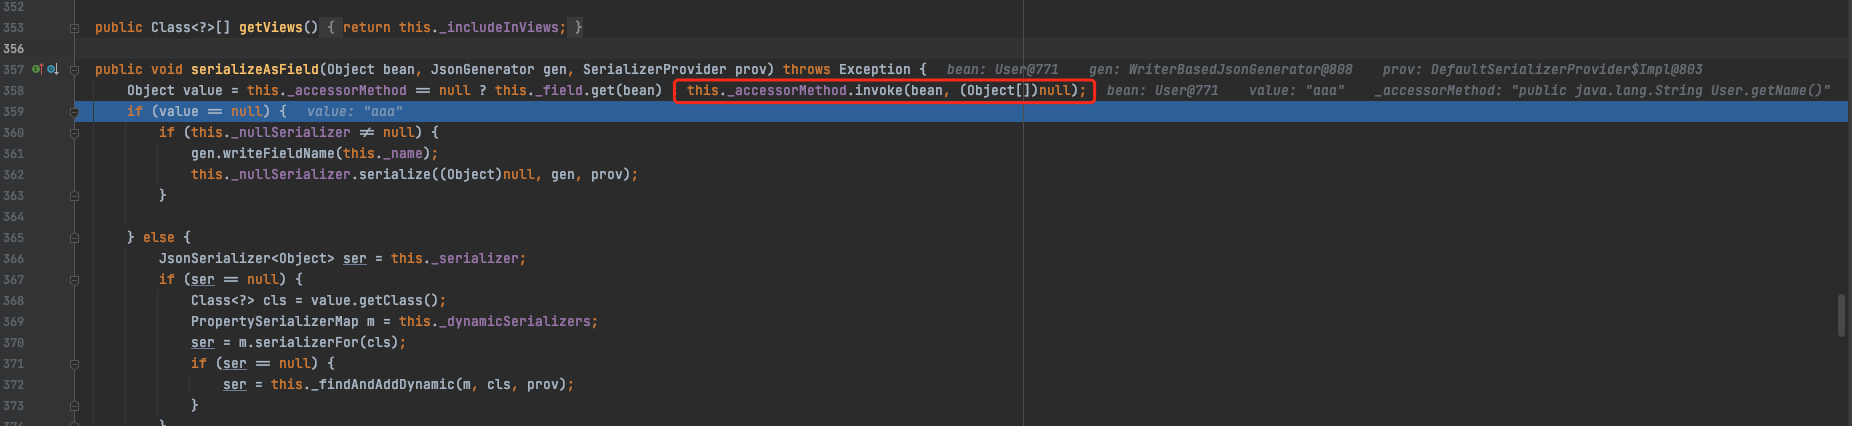 352
353 public Class<?>[] getViews() { return this._includeInViews; }
356
357 public void serializeAsField(Object bean, JsonGenerator gen, SerializerProvider prov) throws Exception { bean: User@771 gen: WriterBasedJsonGenerator@808 prov: DefaultSerializerProvider$Impl@803
358 Object value = this._accessorMethod == null ? this._field.get(bean) : this._accessorMethod.invoke(bean, (Object[])null); bean: User@771 value: "aaa" _accessorMethod: "public java.lang.String User.getName()"
359 if (value == null) { value: "aaa"
360 if (this._nullSerializer != null) {
361 gen.writeFieldName(this._name);
362 this._nullSerializer.serialize((Object)null, gen, prov);
363 }
364
365 } else {
366 JsonSerializer<Object> ser = this._serializer;
367 if (ser == null) {
368 Class<?> cls = value.getClass();
369 PropertySerializerMap m = this._dynamicSerializers;
370 ser = m.serializerFor(cls);
371 if (ser == null) {
372 ser = this._findAndAddDynamic(m, cls, prov);
373 }
374 }